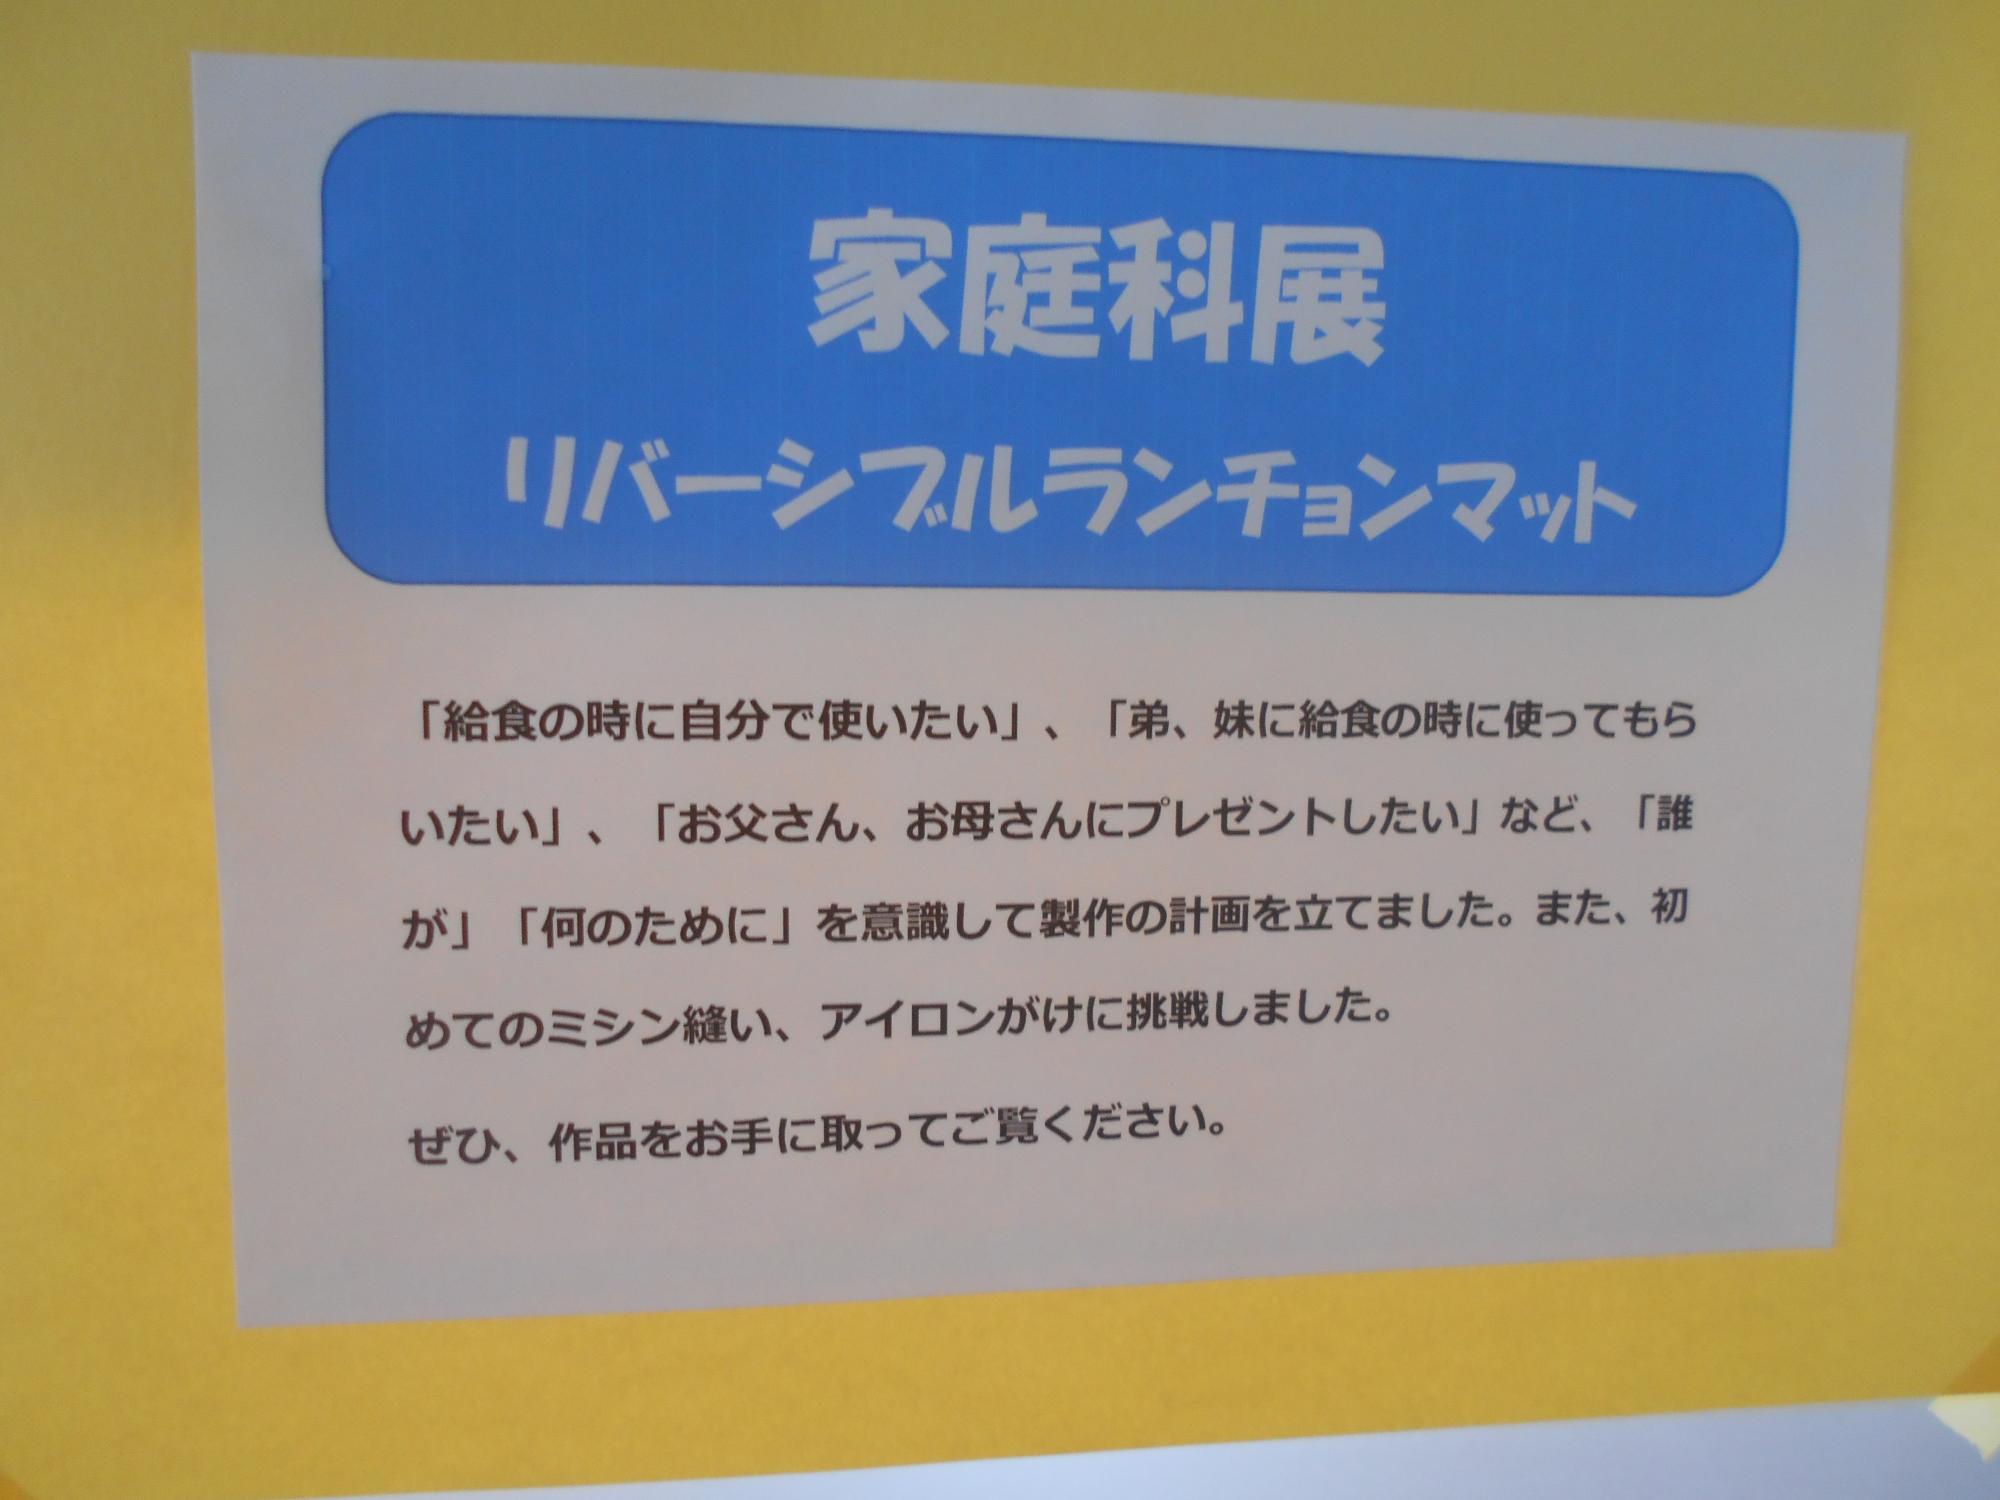 家庭科展
リバーシブルランチョンマット
「給食の時に自分で使いたい」、「弟、妹に給食の時に使ってもら
いたい」、「お父さん、お母さんにプレゼントしたい」など、「誰
が」「何のために」を意識して製作の計画を立てました。また、初
めてのミシン縫い、アイロンがけに挑戦しました。
ぜひ、作品をお手に取ってご覧ください。